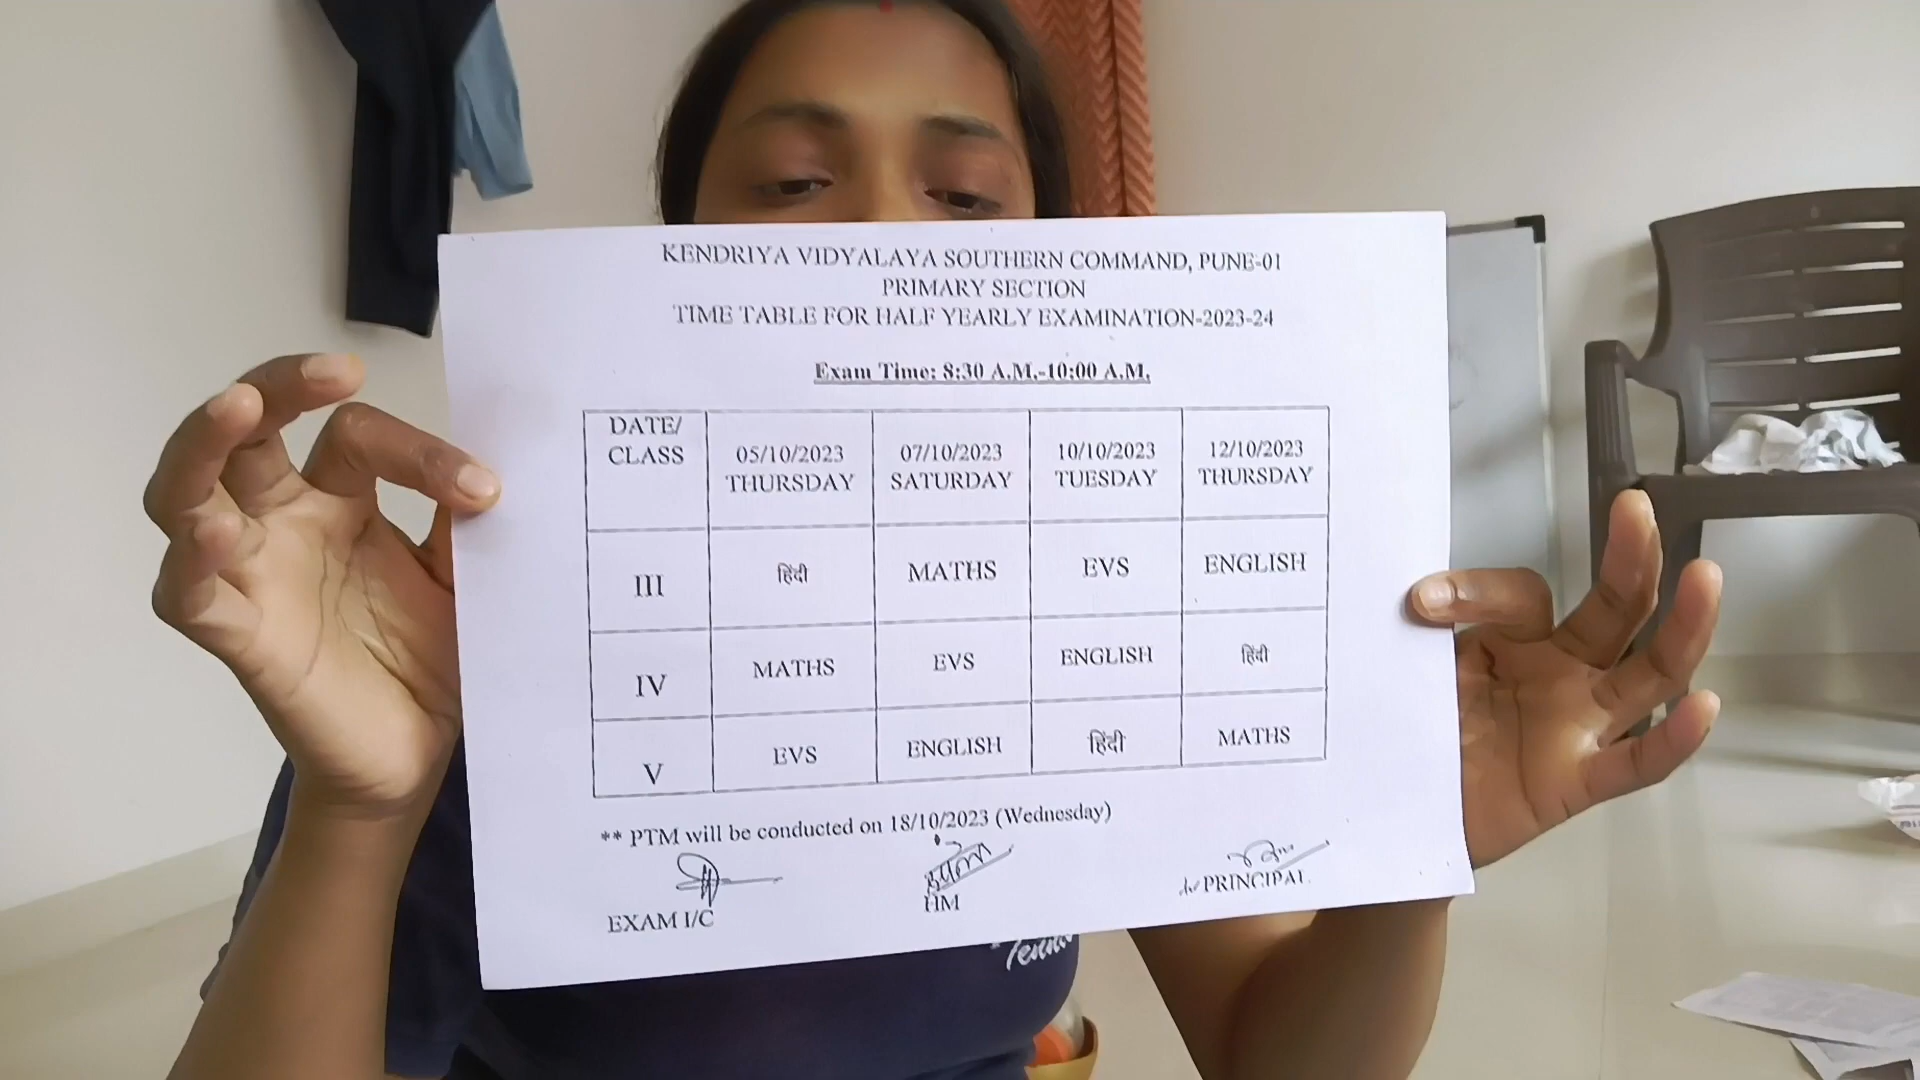 KENDRIYA VIDYALAYA SOUTHERN COMMAND, PUNE-01
PRIMARY SECTION
TIME TABLE FOR HALF YEARLY EXAMINATION-2023-24
Exam Time: 8:30 A.M.-10:00 A.M.
DATE/ CLASS 05/10/2023 THURSDAY 07/10/2023 SATURDAY 10/10/2023 TUESDAY 12/10/2023 THURSDAY
III हिंदी MATHS EVS ENGLISH
IV MATHS EVS ENGLISH हिंदी
V EVS ENGLISH हिंदी MATHS
** PTM will be conducted on 18/10/2023 (Wednesday)
EXAM I/C HM PRINCIPAL